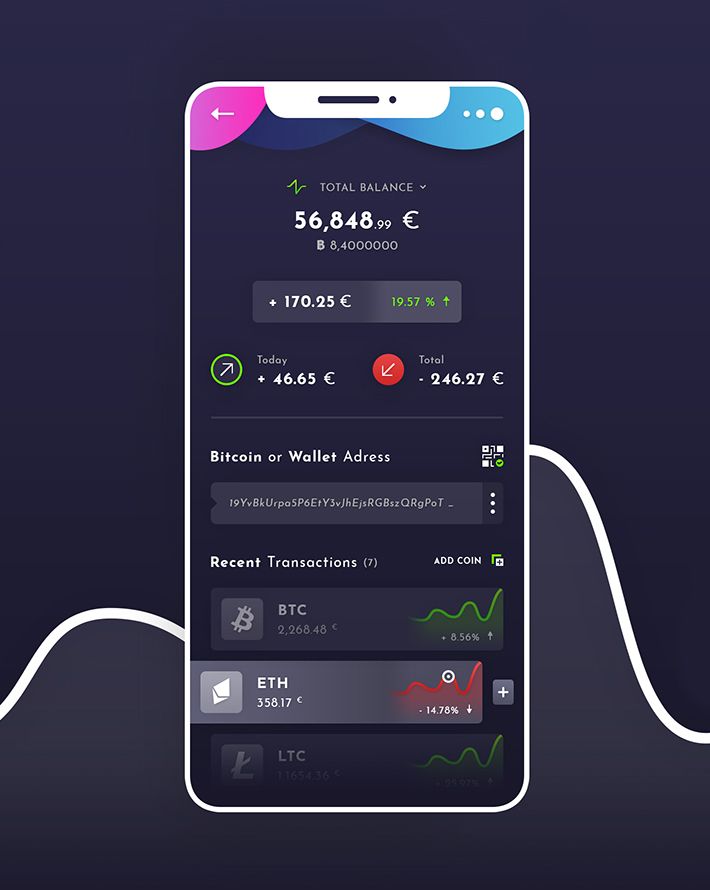 TOTAL BALANCE
56,848.99 €
฿ 8,4000000
+ 170.25 € 19.57 %
Today
+ 46.65 €
Total
- 246.27 €
Bitcoin or Wallet Adress
19YvBkUrpa5P6EtY3vJhEjsRGBszQRgPoT _
Recent Transactions (7) ADD COIN
BTC
2,268.48 €
+ 8.56%
ETH
358.17 €
- 14.78%
LTC
1.1654.36 €
+ 25.97%